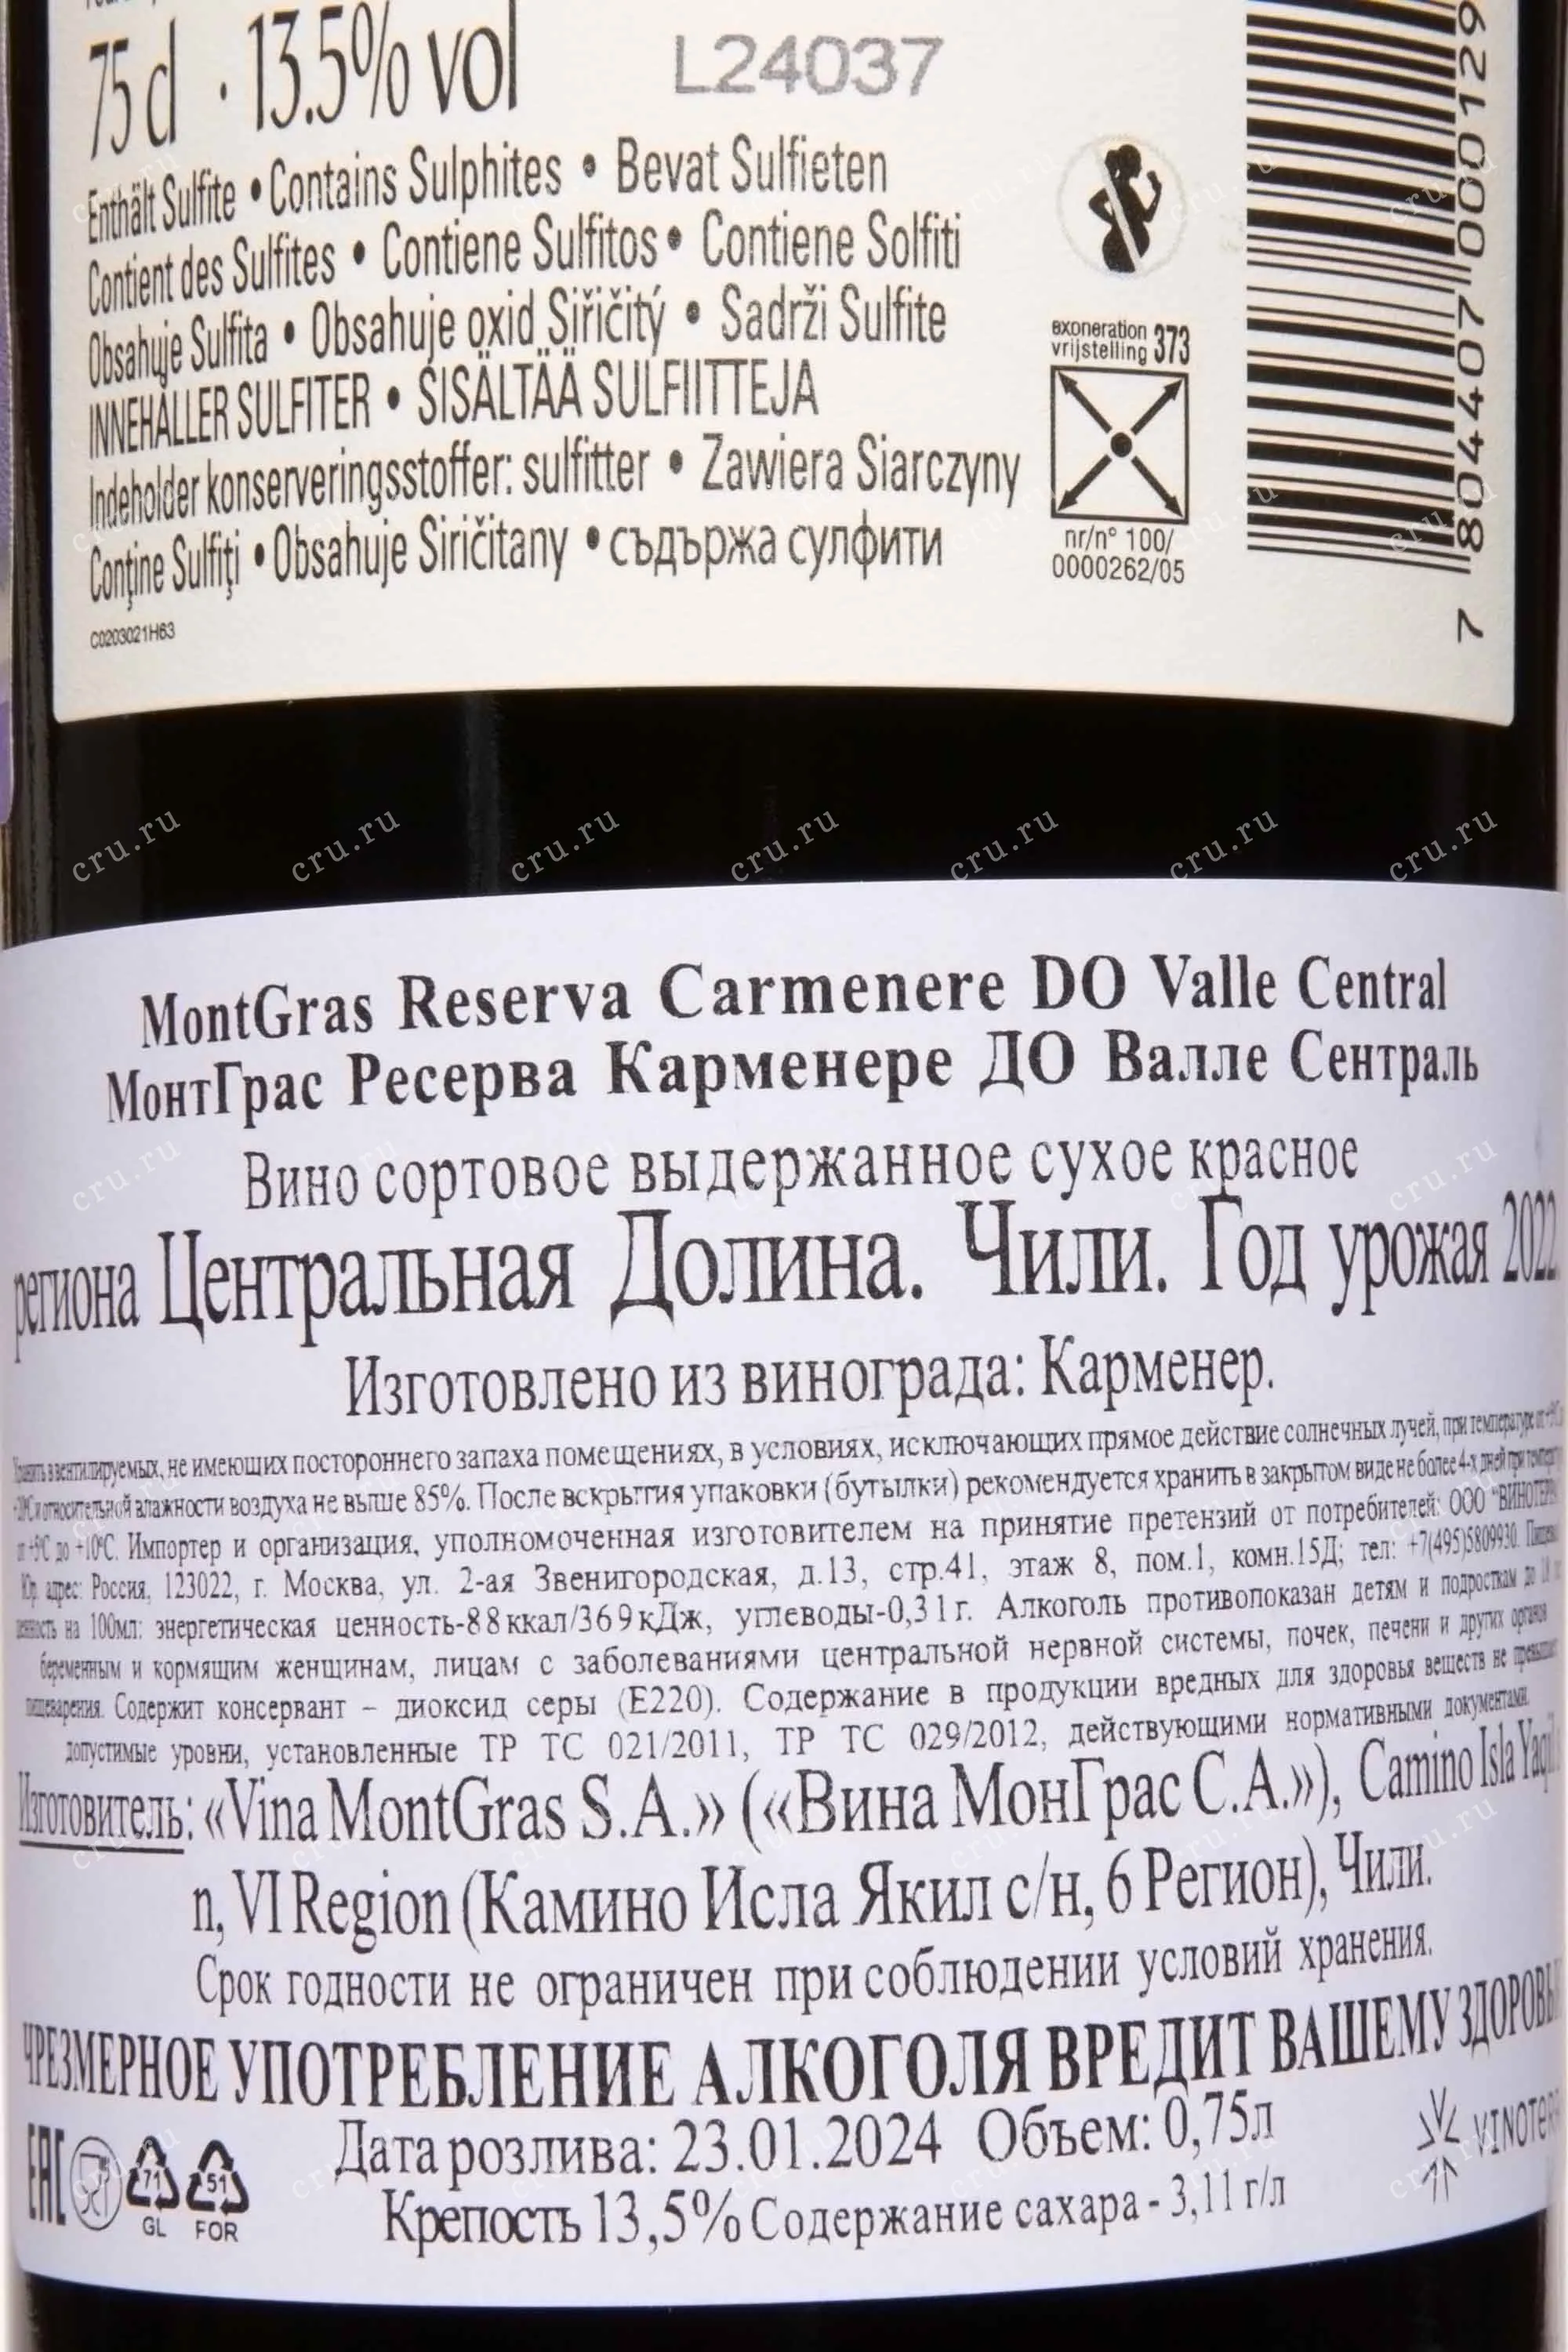 75 cl · 13.5% vol
L24037
Enthält Sulfite • Contains Sulphites • Bevat Sulfieten
Contient des Sulfites • Contiene Sulfitos • Contiene Solfiti
Obsahuje Sulfita • Obsahuje oxid Siřičitý • Sadrži Sulfite
INNEHÅLLER SULFITER • SISÄLTÄÄ SULFIITTEJA
Indeholder konserveringsstoffer: sulfitter • Zawiera Siarczyny
Conţine Sulfiţi • Obsahuje Siričitany • съдържа сулфити
C0203021H63
exoneration
vrijstelling 373
nr/n° 100/
0000262/05
7 804407 000129
MontGras Reserva Carmenere DO Valle Central
МонтГрас Ресерва Карменере ДО Валле Сентраль
Вино сортовое выдержанное сухое красное
региона Центральная Долина. Чили. Год урожая 2022
Изготовлено из винограда: Карменер.
Хранить в вентилируемых, не имеющих постороннего запаха помещениях, в условиях, исключающих прямое действие солнечных лучей, при температуре от +5°C
+20°C и относительной влажности воздуха не выше 85%. После вскрытия упаковки (бутылки) рекомендуется хранить в закрытом виде не более 4-х дней при
от +5°C до +10°C. Импортер и организация, уполномоченная изготовителем на принятие претензий от потребителей: ООО
Юр. адрес: Россия, 123022, г. Москва, ул. 2-ая Звенигородская, д.13, стр.41, этаж 8, пом.1, комн.15Д; тел: +7(495)5809930.
ценность на 100мл: энергетическая ценность-88 ккал/369 кДж, углеводы-0,31 г. Алкоголь противопоказан детям и подросткам до 18
беременным и кормящим женщинам, лицам с заболеваниями центральной нервной системы, почек, печени и других органов
пищеварения. Содержит консервант – диоксид серы (Е220). Содержание в продукции вредных для здоровья веществ не
допустимые уровни, установленные ТР ТС 021/2011, ТР ТС 029/2012, действующими нормативными документами.
Изготовитель: «Vina MontGras S.A.» («Вина МонГрас С.А.»), Camino Isla
n, VI Region (Камино Исла Якил с/н, 6 Регион), Чили.
Срок годности не ограничен при соблюдении условий хранения.
ЧРЕЗМЕРНОЕ УПОТРЕБЛЕНИЕ АЛКОГОЛЯ ВРЕДИТ ВАШЕМУ
Дата розлива: 23.01.2024 Объем: 0,75л
Крепость 13,5% Содержание сахара - 3,11 г/л
EAC
71
GL
51
FOR
cru.ru